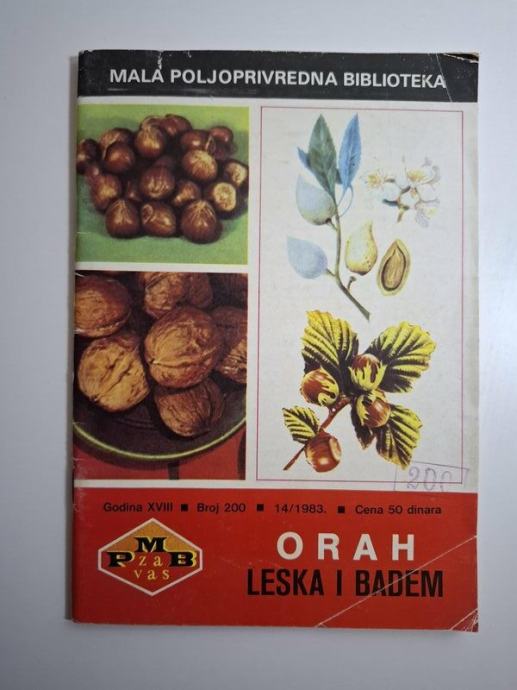 MALA POLJOPRIVREDNA BIBLIOTEKA
200
Godina XVIII ■ Broj 200 ■ 14/1983. ■ Cena 50 dinara
M
P za B
vas
ORAH
LESKA I BADEM